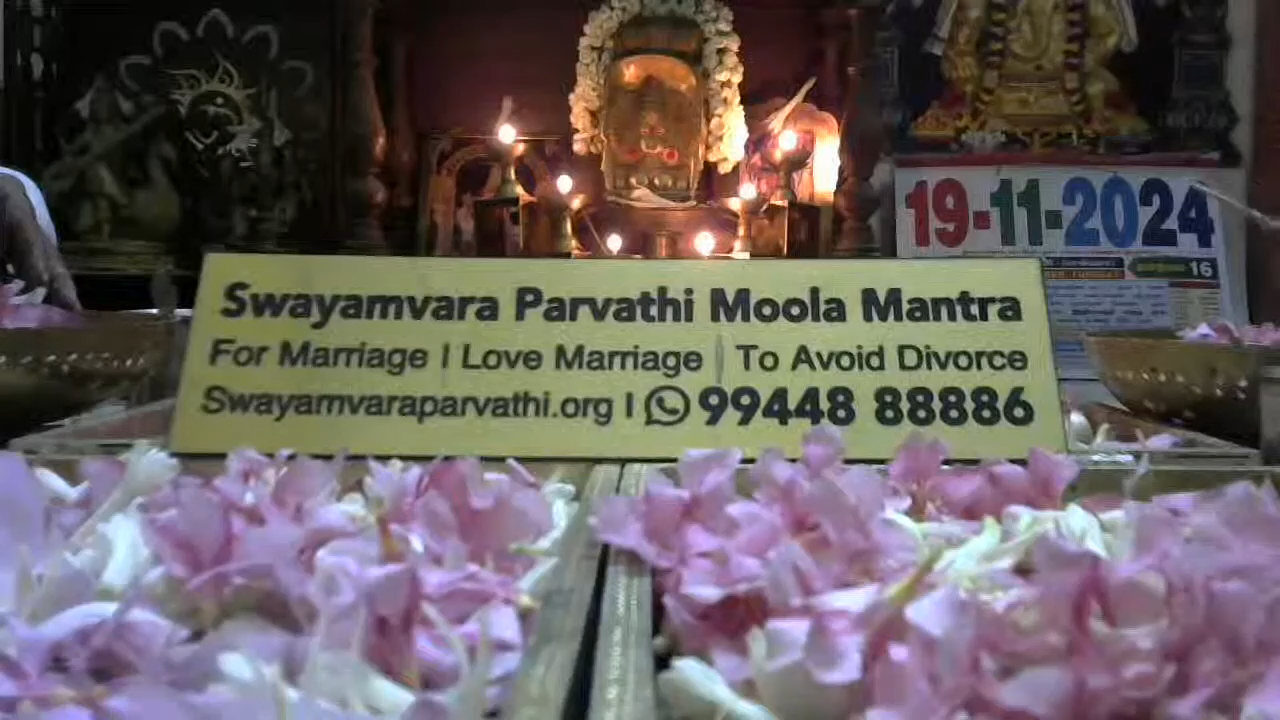 19-11-2024
16
Swayamvara Parvathi Moola Mantra
For Marriage | Love Marriage | To Avoid Divorce
Swayamvaraparvathi.org | 99448 88886